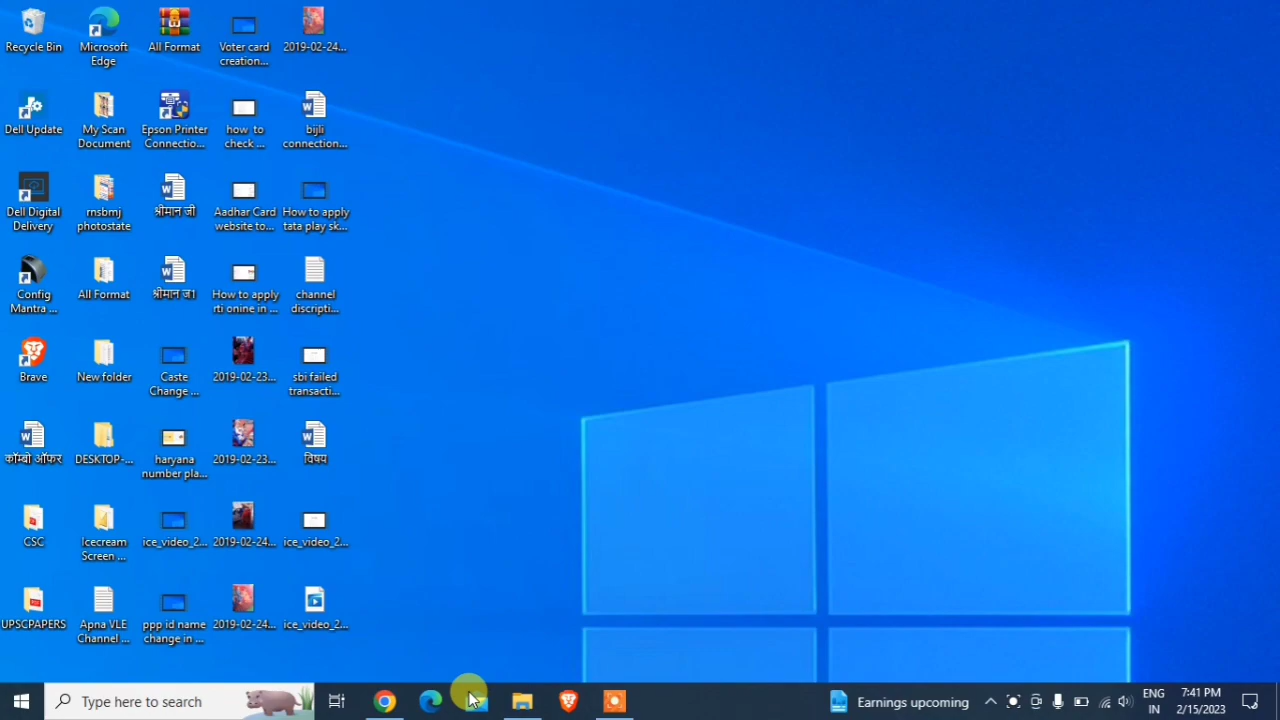 Recycle Bin
Microsoft
Edge
All Format
Voter card
creation...
2019-02-24...
Dell Update
My Scan
Document
Epson Printer
Connectio...
how to
check ...
bijli
connection...
Dell Digital
Delivery
rnsbmj
photostate
श्रीमान जी
Aadhar Card
website to...
How to apply
tata play sk...
Config
Mantra ...
All Format
श्रीमान ज1
How to apply
rti onine in ...
channel
discripti...
Brave
New folder
Caste
Change ...
2019-02-23...
sbi failed
transacti...
कॉम्बो ऑफर
DESKTOP-...
haryana
number pla...
2019-02-23...
विषय
CSC
Icecream
Screen ...
ice_video_2...
2019-02-24...
ice_video_2...
UPSCPAPERS
Apna VLE
Channel ...
ppp id name
change in ...
2019-02-24...
ice_video_2...
Type here to search
Earnings upcoming
ENG
IN
7:41 PM
2/15/2023